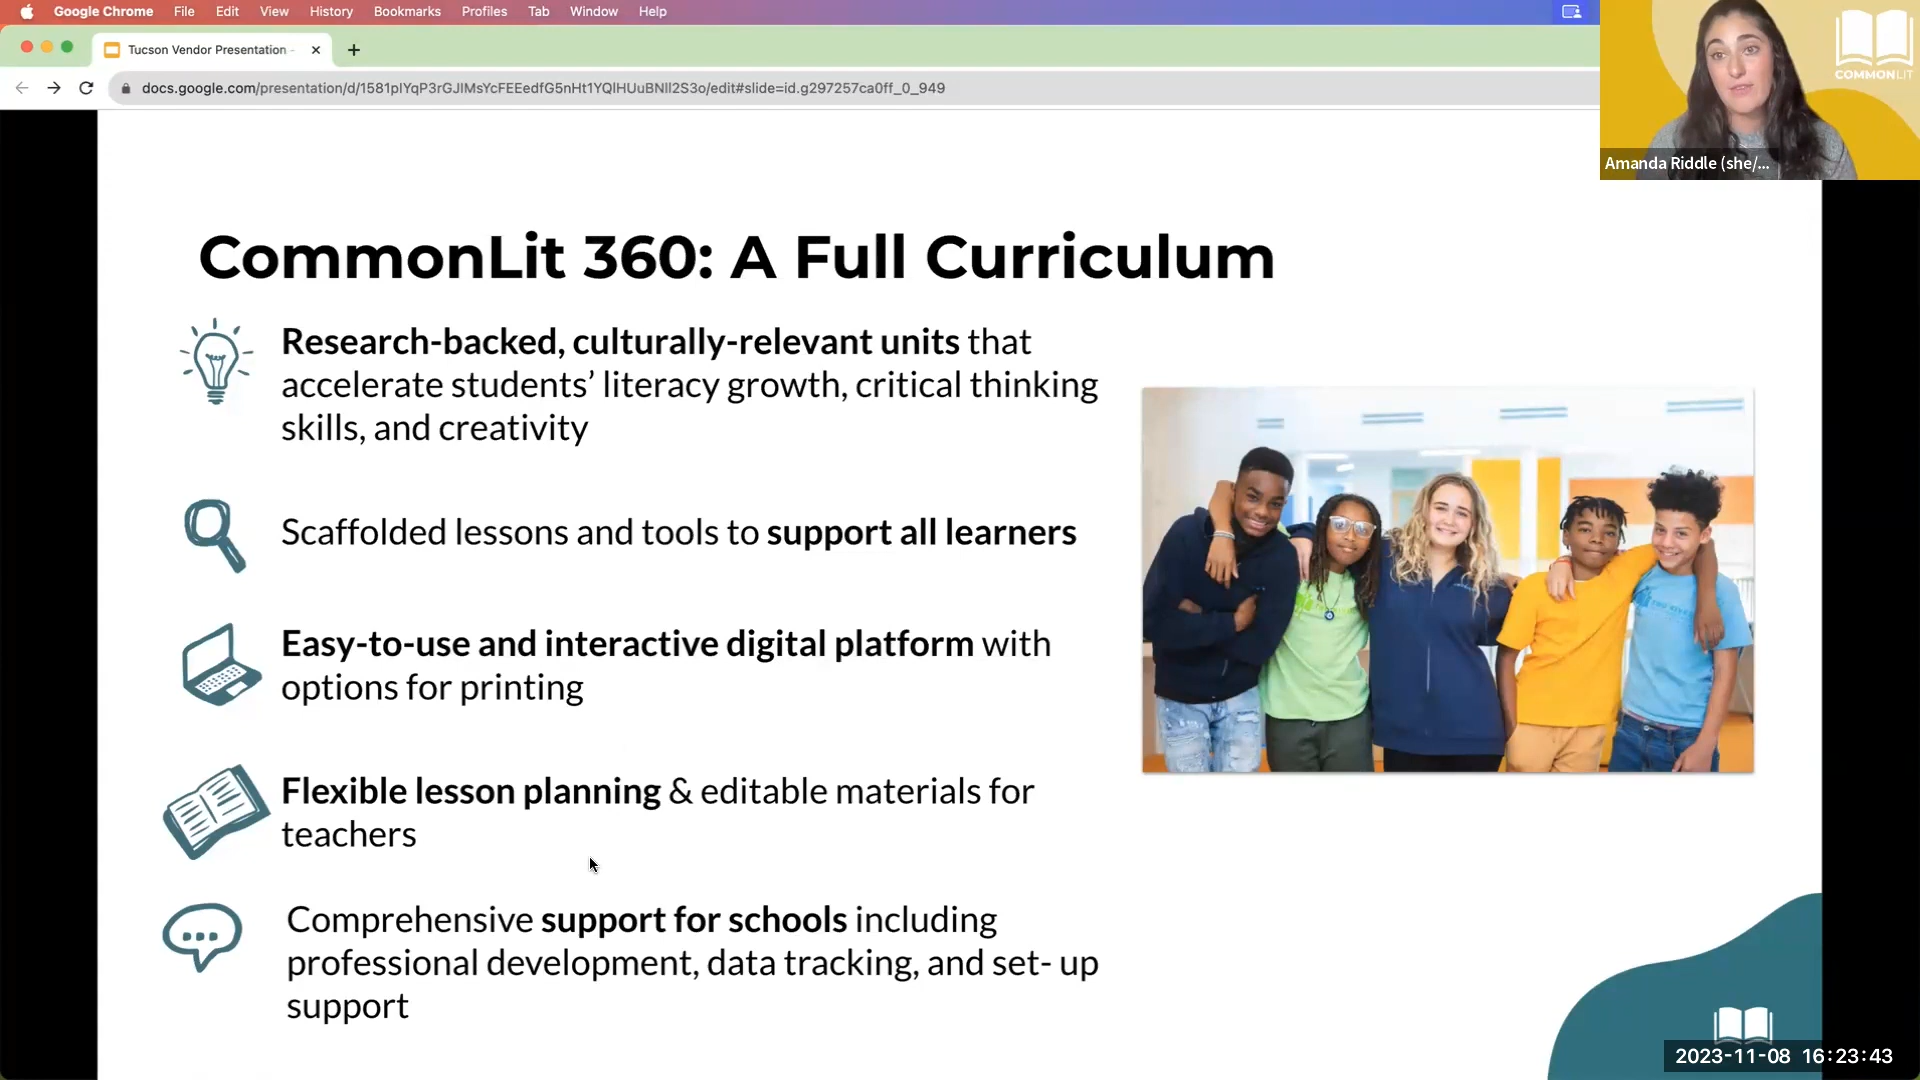 Google Chrome File Edit View History Bookmarks Profiles Tab Window Help
Tucson Vendor Presentation
docs.google.com/presentation/d/1581pIYqP3rGJIMsYcFEEedfG5nHt1YQlHUuBNll2S3o/edit#slide=id.g297257ca0ff_0_949
COMMONLIT
Amanda Riddle (she/...
CommonLit 360: A Full Curriculum
Research-backed, culturally-relevant units that
accelerate students’ literacy growth, critical thinking
skills, and creativity
Scaffolded lessons and tools to support all learners
Easy-to-use and interactive digital platform with
options for printing
Flexible lesson planning & editable materials for
teachers
Comprehensive support for schools including
professional development, data tracking, and set- up
support
2023-11-08 16:23:43